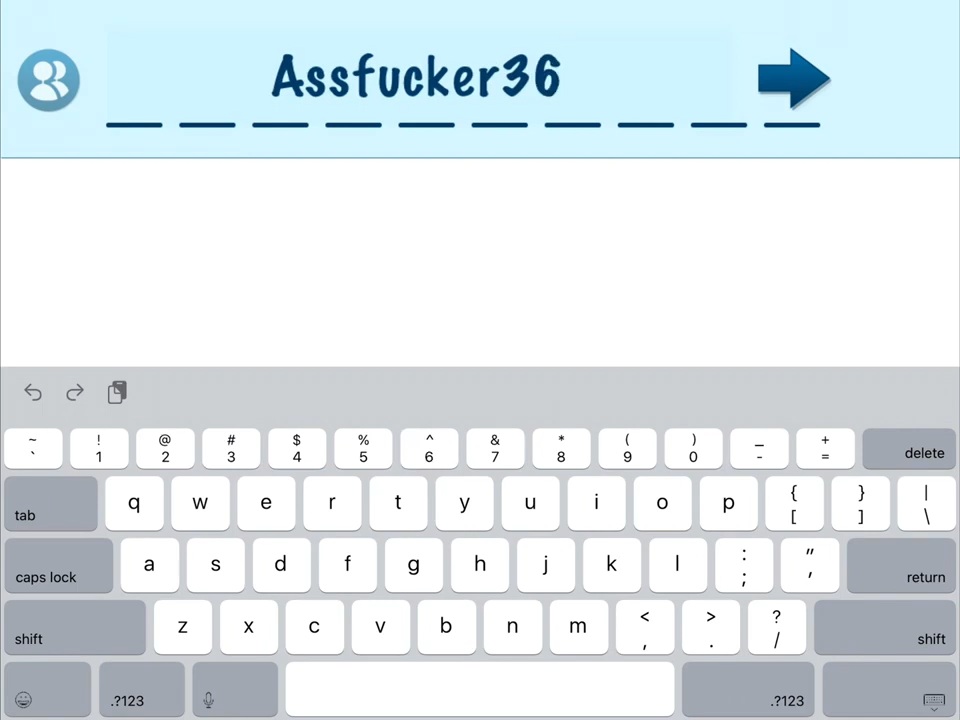 Assfucker36
~ ! @ # $ % ^ & * ( ) _ +
` 1 2 3 4 5 6 7 8 9 0 - = delete
tab q w e r t y u i o p { [ } ] | \
caps lock a s d f g h j k l : ; " ' return
shift z x c v b n m < , > . ? / shift
.?123 .?123